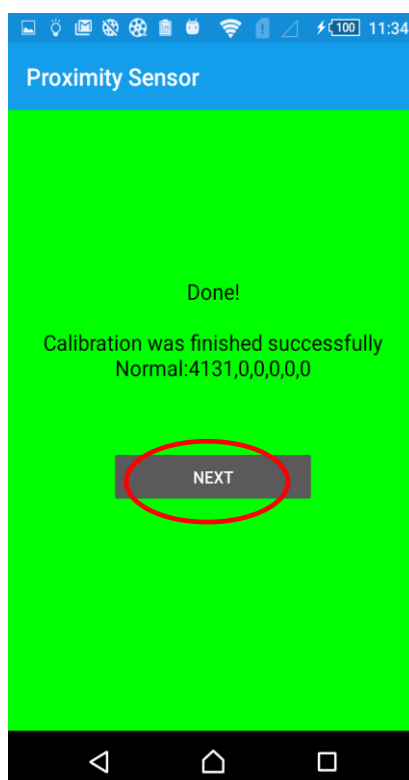 100 11:34
Proximity Sensor
Done!
Calibration was finished successfully
Normal:4131,0,0,0,0,0
NEXT